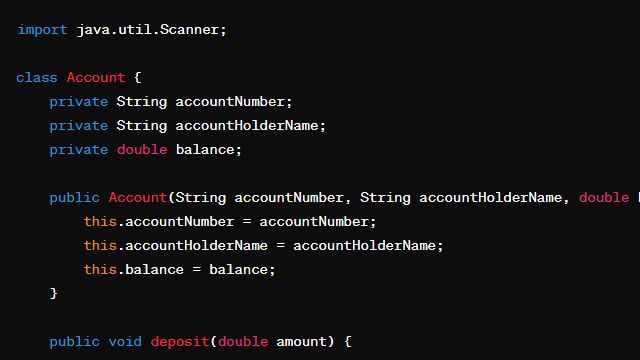 import java.util.Scanner;
class Account {
private String accountNumber;
private String accountHolderName;
private double balance;
public Account(String accountNumber, String accountHolderName, double
this.accountNumber = accountNumber;
this.accountHolderName = accountHolderName;
this.balance = balance;
}
public void deposit(double amount) {